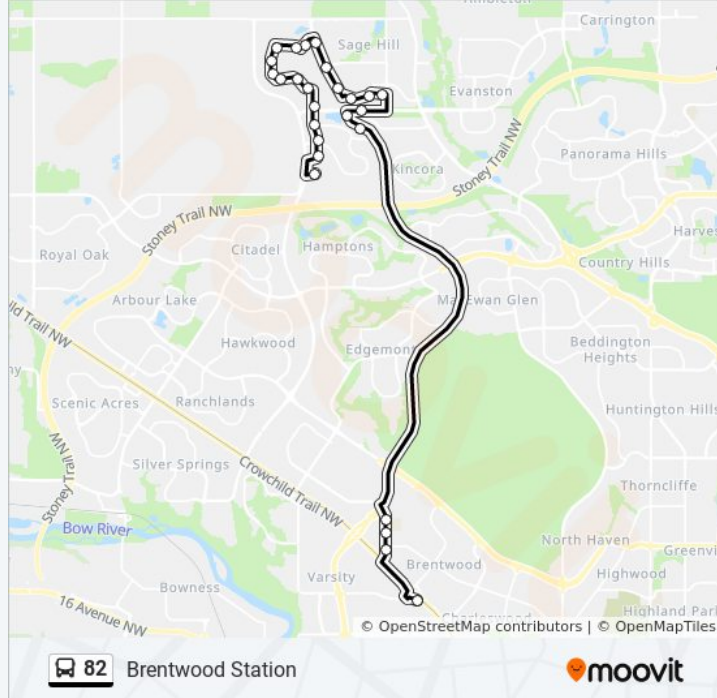 Carrington
Sage Hill
Evanston
Panorama Hills
Kincora
Stoney Trail NW
Stoney Trail NW
Harves
Royal Oak
Citadel
Hamptons
Country Hills
Arbour Lake
MacEwan Glen
ild Trail NW
Hawkwood
Edgemont
Beddington
Heights
Scenic Acres
Ranchlands
Huntington Hills
Silver Springs
Crowchild Trail NW
Thorncliffe
Stoney Trail NW
Bow River
North Haven
Greenvi
Varsity
Brentwood
Highwood
Bowness
16 Avenue NW
Highland Park
© OpenStreetMap contributors | © OpenMapTiles
82 Brentwood Station
moovit